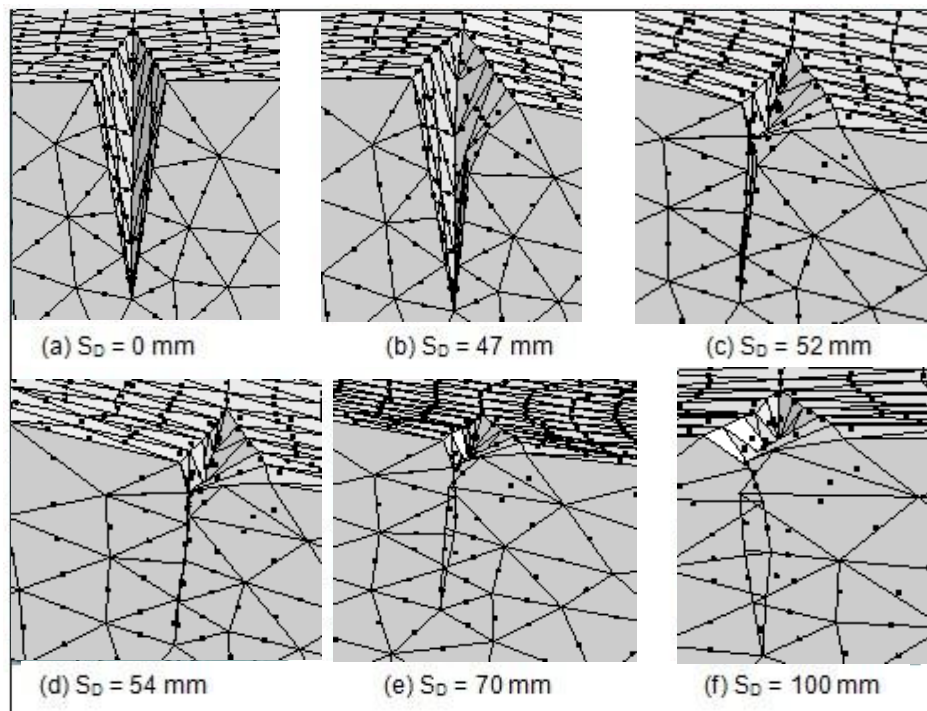 (a) S_D = 0 mm
(b) S_D = 47 mm
(c) S_D = 52 mm
(d) S_D = 54 mm
(e) S_D = 70 mm
(f) S_D = 100 mm